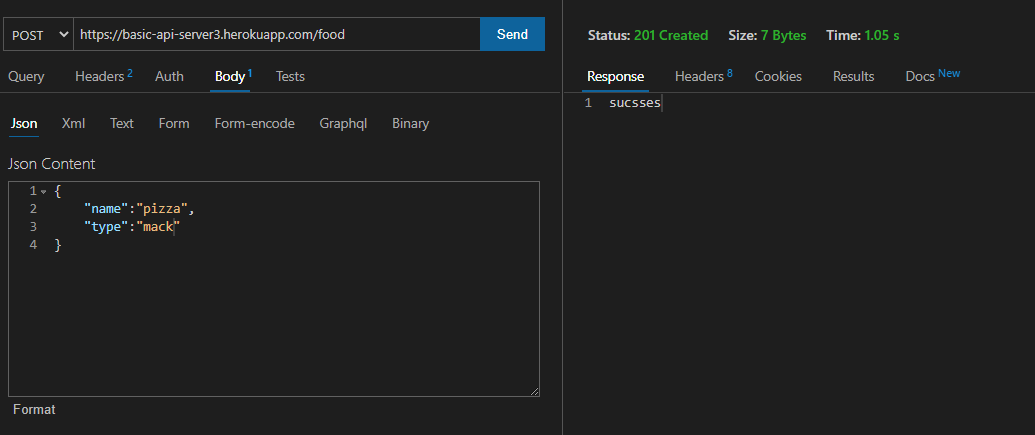 POST https://basic-api-server3.herokuapp.com/food Send
Query Headers 2 Auth Body 1 Tests
Json Xml Text Form Form-encode Graphql Binary
Json Content
1 {
2 "name":"pizza",
3 "type":"mack"
4 }
Format
Status: 201 Created Size: 7 Bytes Time: 1.05 s
Response Headers 8 Cookies Results Docs New
1 sucsses